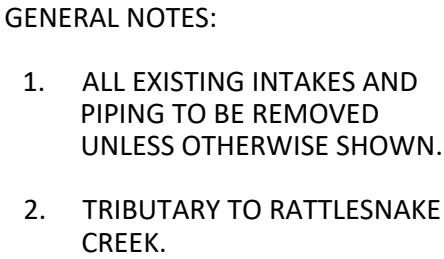 GENERAL NOTES:
1. ALL EXISTING INTAKES AND
PIPING TO BE REMOVED
UNLESS OTHERWISE SHOWN.
2. TRIBUTARY TO RATTLESNAKE
CREEK.